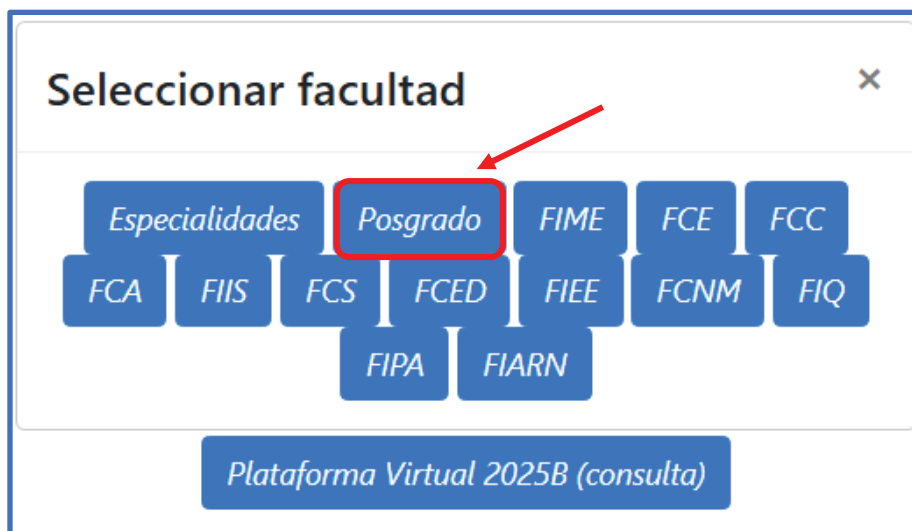 Seleccionar facultad ×
Especialidades Posgrado FIME FCE FCC
FCA FIIS FCS FCED FIEE FCNM FIQ
FIPA FIARN
Plataforma Virtual 2025B (consulta)